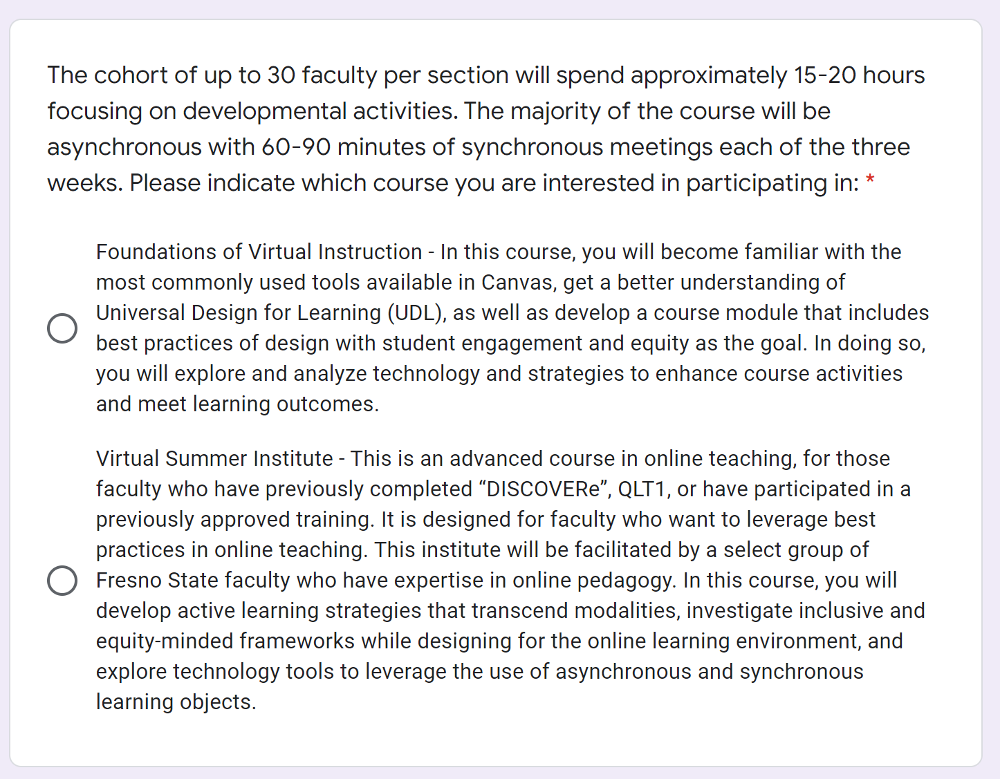 The cohort of up to 30 faculty per section will spend approximately 15-20 hours
focusing on developmental activities. The majority of the course will be
asynchronous with 60-90 minutes of synchronous meetings each of the three
weeks. Please indicate which course you are interested in participating in: *
Foundations of Virtual Instruction - In this course, you will become familiar with the
most commonly used tools available in Canvas, get a better understanding of
Universal Design for Learning (UDL), as well as develop a course module that includes
best practices of design with student engagement and equity as the goal. In doing so,
you will explore and analyze technology and strategies to enhance course activities
and meet learning outcomes.
Virtual Summer Institute - This is an advanced course in online teaching, for those
faculty who have previously completed “DISCOVERe”, QLT1, or have participated in a
previously approved training. It is designed for faculty who want to leverage best
practices in online teaching. This institute will be facilitated by a select group of
Fresno State faculty who have expertise in online pedagogy. In this course, you will
develop active learning strategies that transcend modalities, investigate inclusive and
equity-minded frameworks while designing for the online learning environment, and
explore technology tools to leverage the use of asynchronous and synchronous
learning objects.